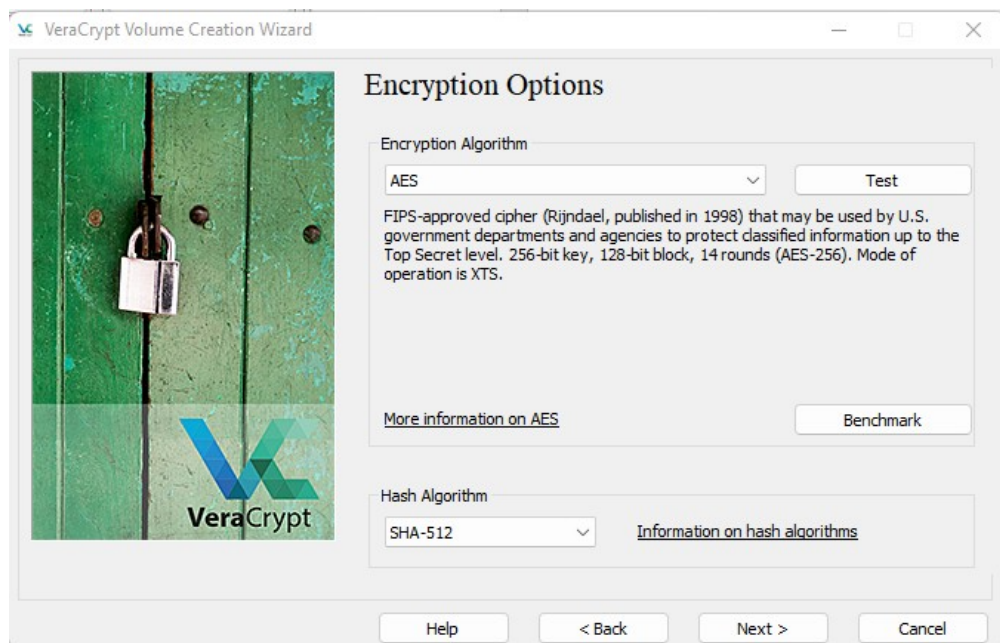 VeraCrypt Volume Creation Wizard
Encryption Options
Encryption Algorithm
AES
Test
FIPS-approved cipher (Rijndael, published in 1998) that may be used by U.S.
government departments and agencies to protect classified information up to the
Top Secret level. 256-bit key, 128-bit block, 14 rounds (AES-256). Mode of
operation is XTS.
More information on AES
Benchmark
VeraCrypt
Hash Algorithm
SHA-512
Information on hash algorithms
Help
< Back
Next >
Cancel